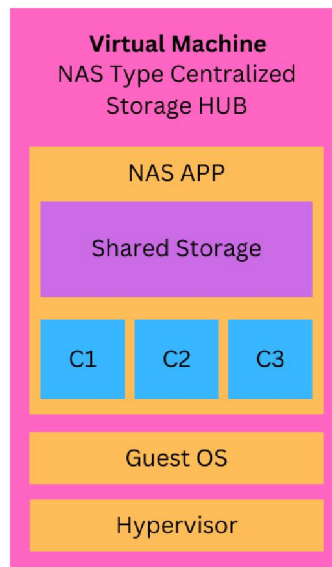 Virtual Machine
NAS Type Centralized
Storage HUB
NAS APP
Shared Storage
C1 C2 C3
Guest OS
Hypervisor